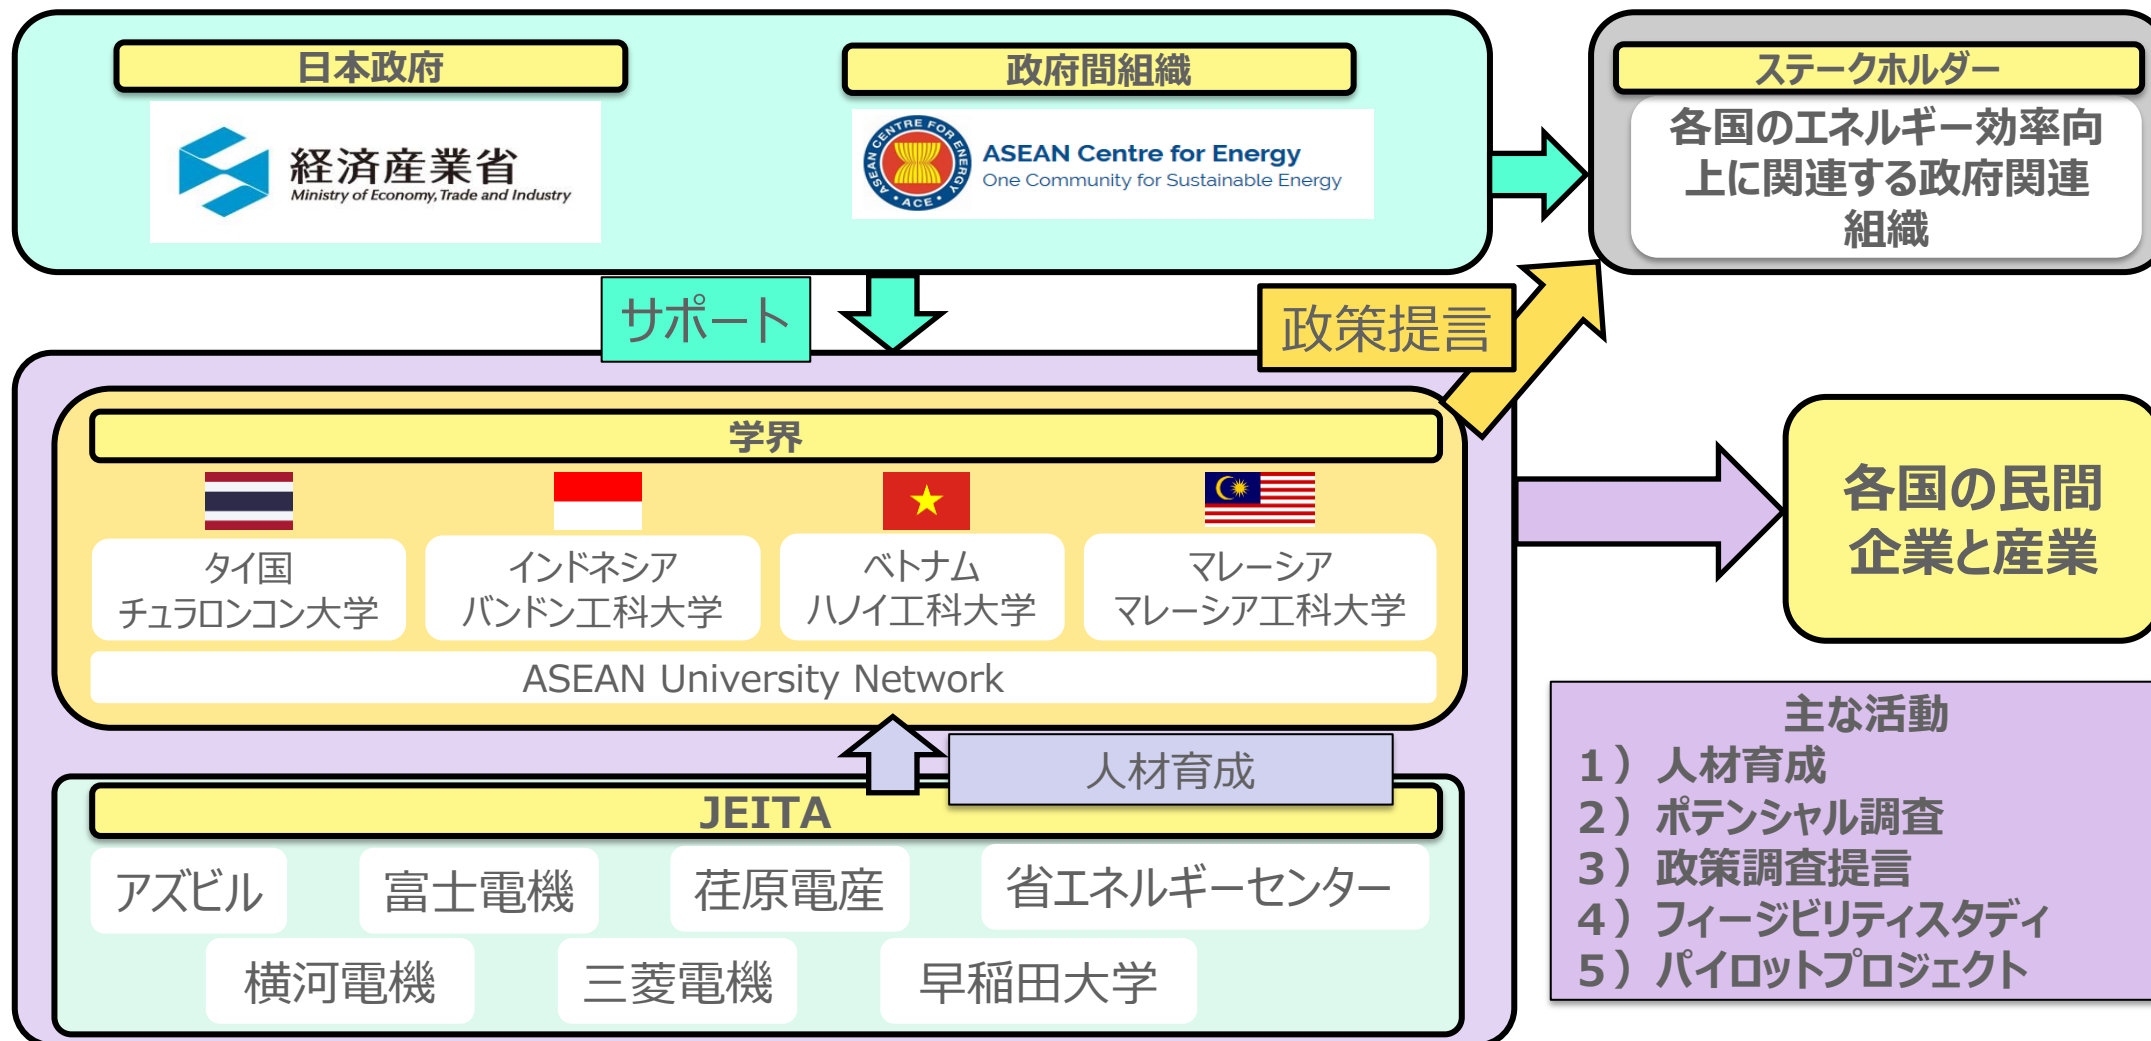 日本政府
経済産業省
Ministry of Economy, Trade and Industry
政府間組織
ASEAN CENTRE FOR ENERGY
• ACE •
ASEAN Centre for Energy
One Community for Sustainable Energy
ステークホルダー
各国のエネルギー効率向
上に関連する政府関連
組織
サポート
政策提言
学界
タイ国
チュラロンコン大学
インドネシア
バンドン工科大学
ベトナム
ハノイ工科大学
マレーシア
マレーシア工科大学
ASEAN University Network
各国の民間
企業と産業
人材育成
JEITA
アズビル
富士電機
荏原電産
省エネルギーセンター
横河電機
三菱電機
早稲田大学
主な活動
1）人材育成
2）ポテンシャル調査
3）政策調査提言
4）フィージビリティスタディ
5）パイロットプロジェクト